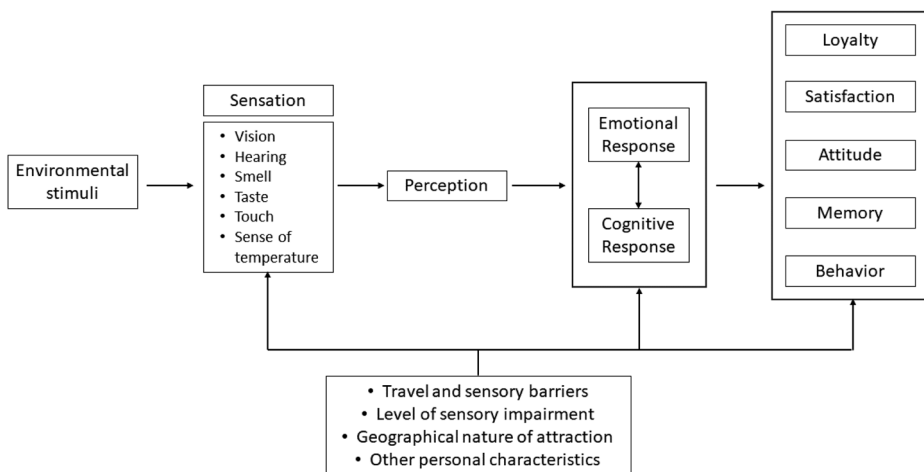 Environmental
stimuli
Sensation
• Vision
• Hearing
• Smell
• Taste
• Touch
• Sense of
temperature
Perception
Emotional
Response
Cognitive
Response
Loyalty
Satisfaction
Attitude
Memory
Behavior
• Travel and sensory barriers
• Level of sensory impairment
• Geographical nature of attraction
• Other personal characteristics